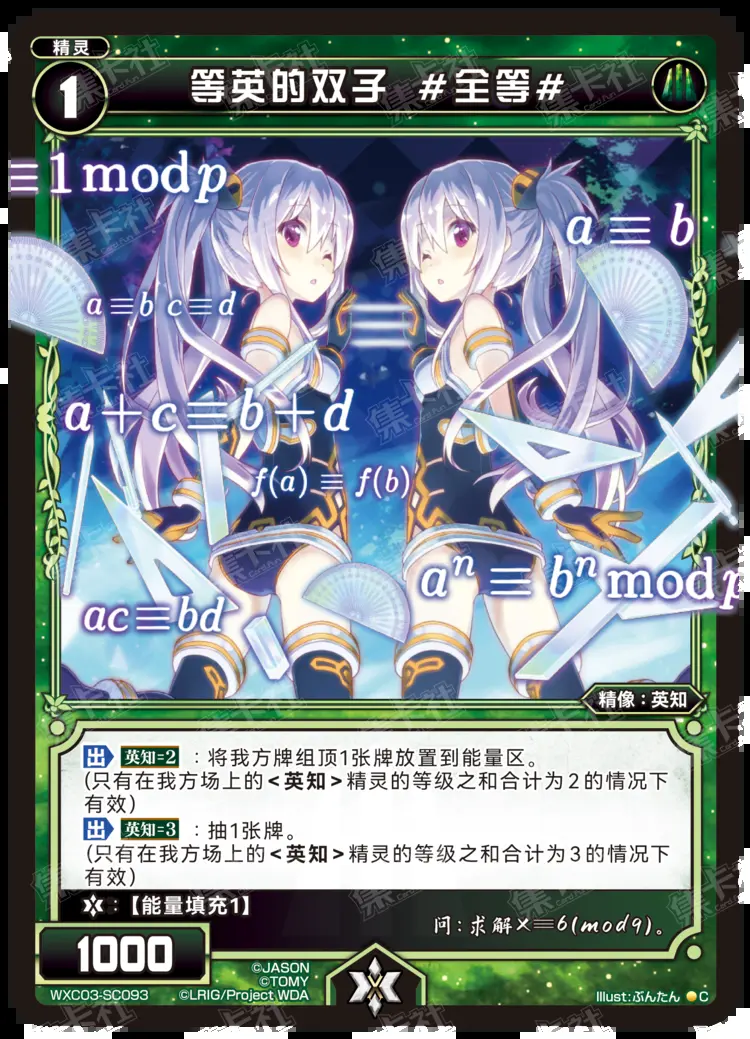 精灵
1
等英的双子 #全等#
≡1modp
a≡b
a≡b c≡d
≡
a+c≡b+d
f(a)≡f(b)
aⁿ≡bⁿmodp
ac≡bd
精像：英知
出 英知=2 ：将我方牌组顶1张牌放置到能量区。
(只有在我方场上的<英知>精灵的等级之和合计为2的情况下
有效)
出 英知=3 ：抽1张牌。
(只有在我方场上的<英知>精灵的等级之和合计为3的情况下
有效)
：【能量填充1】
问：求解x≡6(mod9)。
1000
©JASON
©TOMY
WXC03-SC093 ©LRIG/Project WDA
Illust:ぶんたん C
集卡社